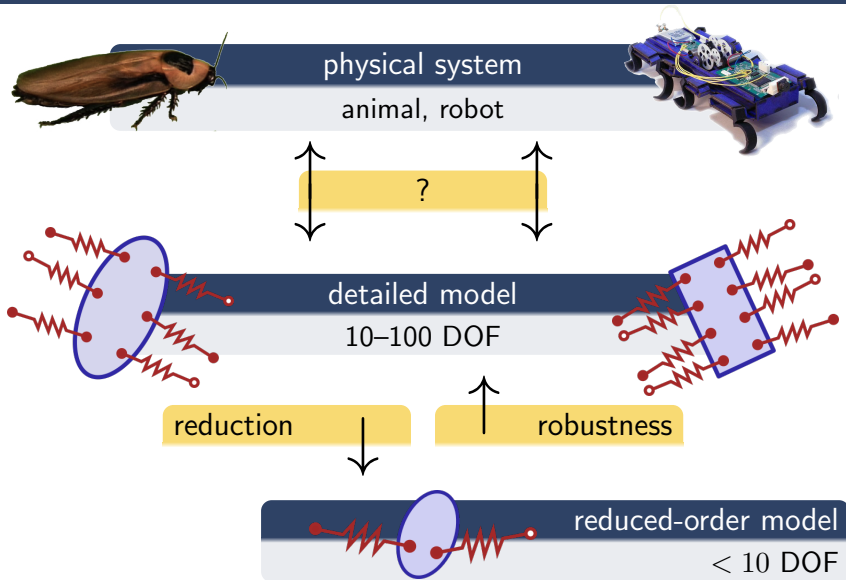 physical system
animal, robot
?
detailed model
10–100 DOF
reduction
robustness
reduced-order model
< 10 DOF